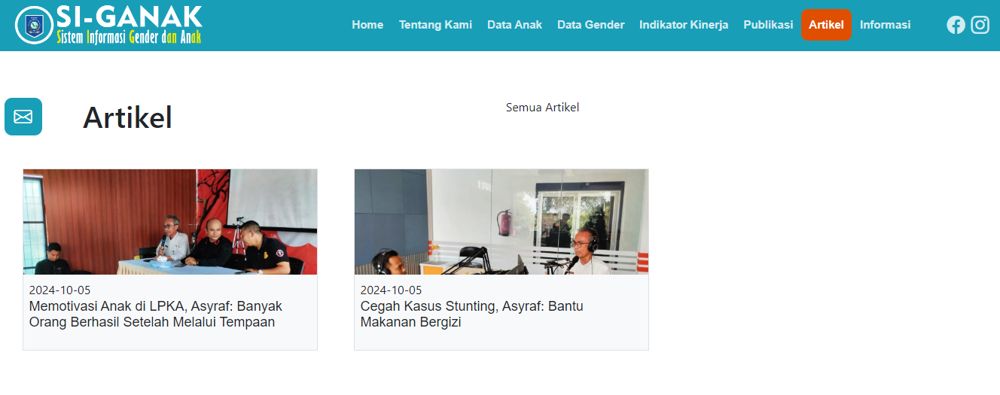 SI-GANAK
Sistem Informasi Gender dan Anak
Home
Tentang Kami
Data Anak
Data Gender
Indikator Kinerja
Publikasi
Artikel
Informasi
Artikel
Semua Artikel
2024-10-05
Memotivasi Anak di LPKA, Asyraf: Banyak
Orang Berhasil Setelah Melalui Tempaan
2024-10-05
Cegah Kasus Stunting, Asyraf: Bantu
Makanan Bergizi